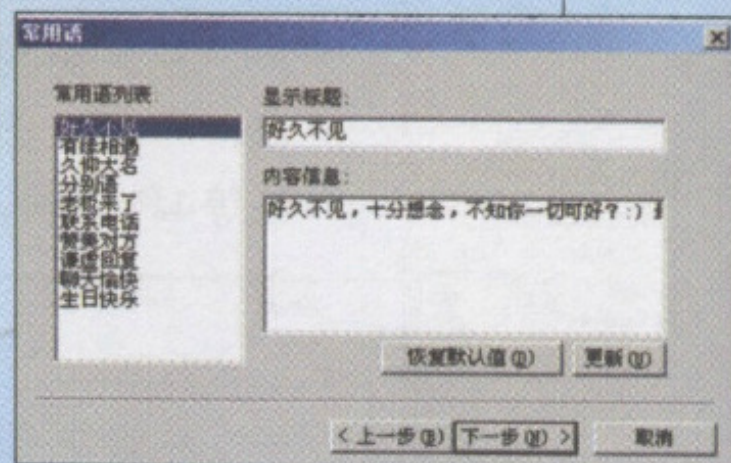 常用语
常用语列表:
好久不见
有缘相遇
久仰大名
分别语
老板来了
联系电话
赞美对方
谦虚回复
聊天愉快
生日快乐
显示标题:
好久不见
内容信息:
好久不见，十分想念，不知你一切可好？:)
恢复默认值(D)
更新(U)
< 上一步(B)
下一步(N) >
取消